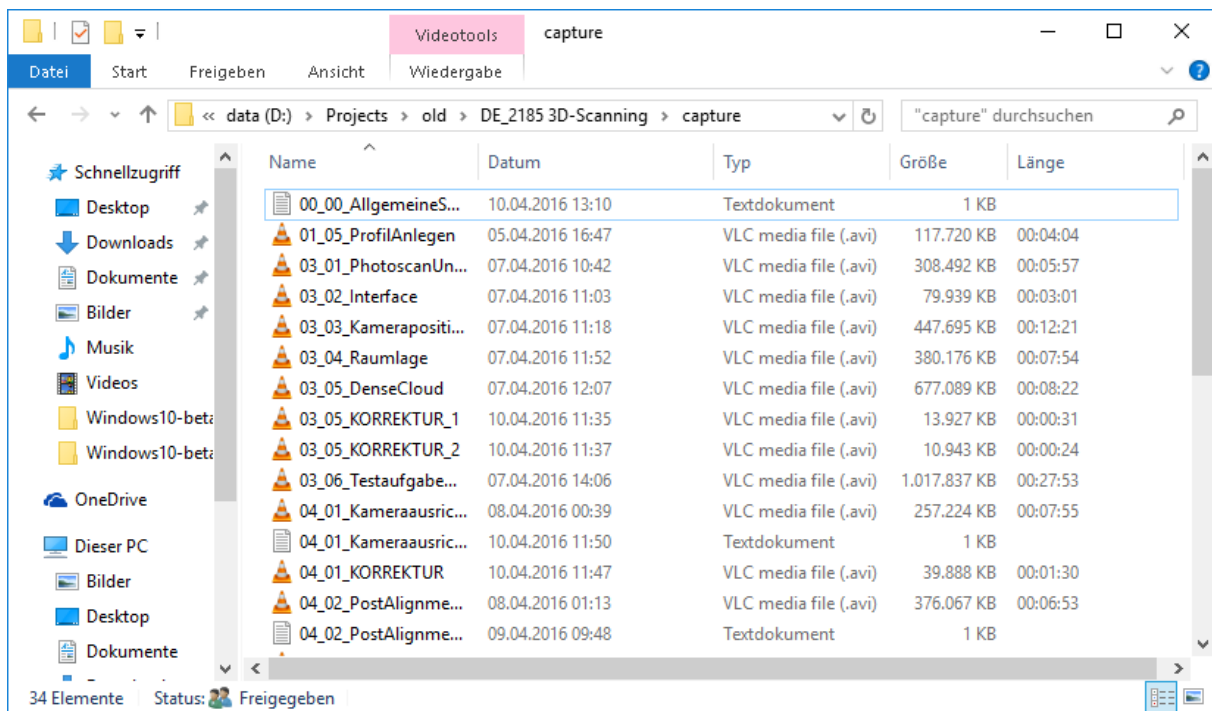 Videotools capture
Datei Start Freigeben Ansicht Wiedergabe
« data (D:) > Projects > old > DE_2185 3D-Scanning > capture "capture" durchsuchen
Schnellzugriff
Desktop
Downloads
Dokumente
Bilder
Musik
Videos
Windows10-beta
Windows10-beta
OneDrive
Dieser PC
Bilder
Desktop
Dokumente
Name Datum Typ Größe Länge
00_00_AllgemeineS... 10.04.2016 13:10 Textdokument 1 KB
01_05_ProfilAnlegen 05.04.2016 16:47 VLC media file (.avi) 117.720 KB 00:04:04
03_01_PhotoscanUn... 07.04.2016 10:42 VLC media file (.avi) 308.492 KB 00:05:57
03_02_Interface 07.04.2016 11:03 VLC media file (.avi) 79.939 KB 00:03:01
03_03_Kameraposití... 07.04.2016 11:18 VLC media file (.avi) 447.695 KB 00:12:21
03_04_Raumlage 07.04.2016 11:52 VLC media file (.avi) 380.176 KB 00:07:54
03_05_DenseCloud 07.04.2016 12:07 VLC media file (.avi) 677.089 KB 00:08:22
03_05_KORREKTUR_1 10.04.2016 11:35 VLC media file (.avi) 13.927 KB 00:00:31
03_05_KORREKTUR_2 10.04.2016 11:37 VLC media file (.avi) 10.943 KB 00:00:24
03_06_Testaufgabe... 07.04.2016 14:06 VLC media file (.avi) 1.017.837 KB 00:27:53
04_01_Kameraausric... 08.04.2016 00:39 VLC media file (.avi) 257.224 KB 00:07:55
04_01_Kameraausric... 10.04.2016 11:50 Textdokument 1 KB
04_01_KORREKTUR 10.04.2016 11:47 VLC media file (.avi) 39.888 KB 00:01:30
04_02_PostAlignme... 08.04.2016 01:13 VLC media file (.avi) 376.067 KB 00:06:53
04_02_PostAlignme... 09.04.2016 09:48 Textdokument 1 KB
34 Elemente Status: Freigegeben